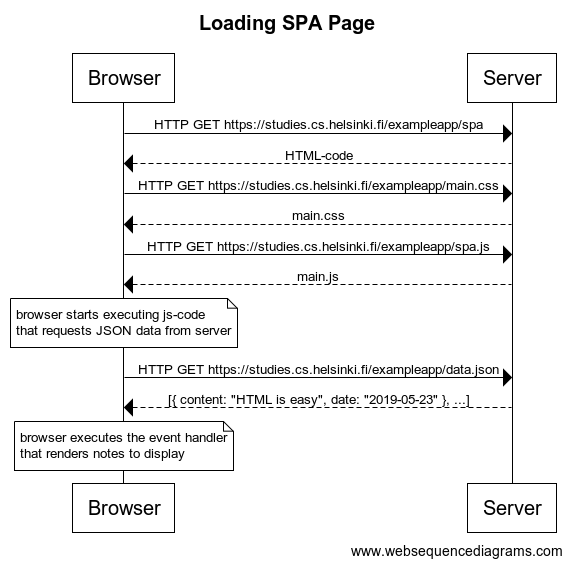 Loading SPA Page
Browser
Server
HTTP GET https://studies.cs.helsinki.fi/exampleapp/spa
HTML-code
HTTP GET https://studies.cs.helsinki.fi/exampleapp/main.css
main.css
HTTP GET https://studies.cs.helsinki.fi/exampleapp/spa.js
main.js
browser starts executing js-code
that requests JSON data from server
HTTP GET https://studies.cs.helsinki.fi/exampleapp/data.json
[{ content: "HTML is easy", date: "2019-05-23" }, ...]
browser executes the event handler
that renders notes to display
Browser
Server
www.websequencediagrams.com